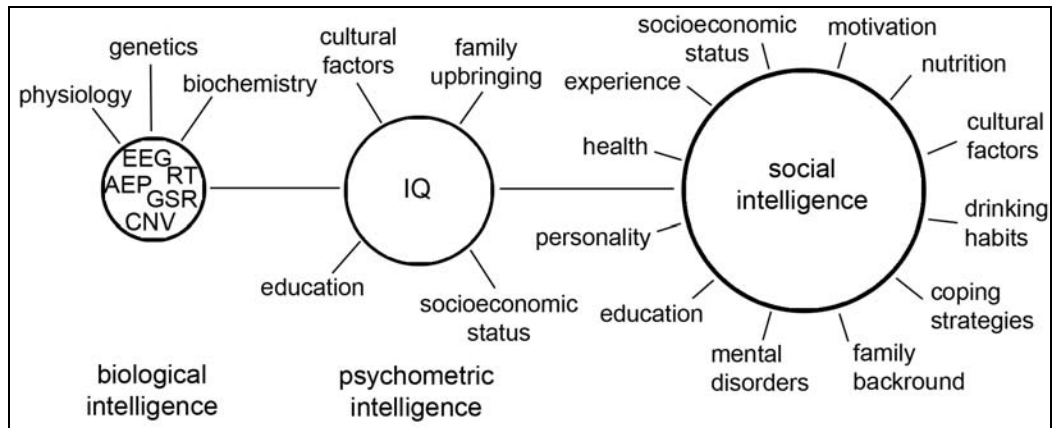 genetics
physiology
biochemistry
EEG
RT
AEP
GSR
CNV
biological
intelligence
cultural
factors
family
upbringing
IQ
education
socioeconomic
status
psychometric
intelligence
socioeconomic
status
motivation
experience
nutrition
health
cultural
factors
social
intelligence
personality
drinking
habits
education
coping
strategies
mental
disorders
family
backround